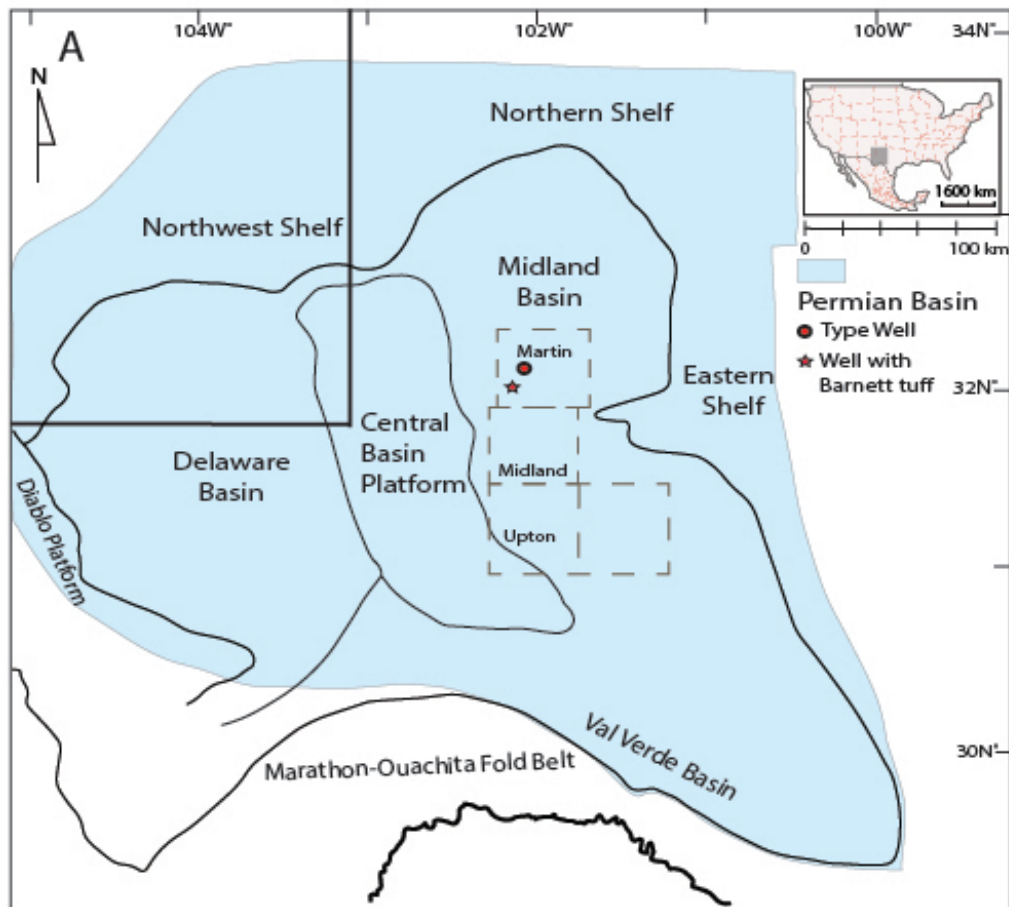 104W°
102W°
100W°
34N°
A
N
Northern Shelf
1600 km
Northwest Shelf
0
100 km
Midland
Basin
Permian Basin
Type Well
Martin
Well with
Barnett tuff
Eastern
Shelf
32N°
Central
Basin
Platform
Delaware
Basin
Midland
Diablo Platform
Upton
Val Verde Basin
30N°
Marathon-Ouachita Fold Belt